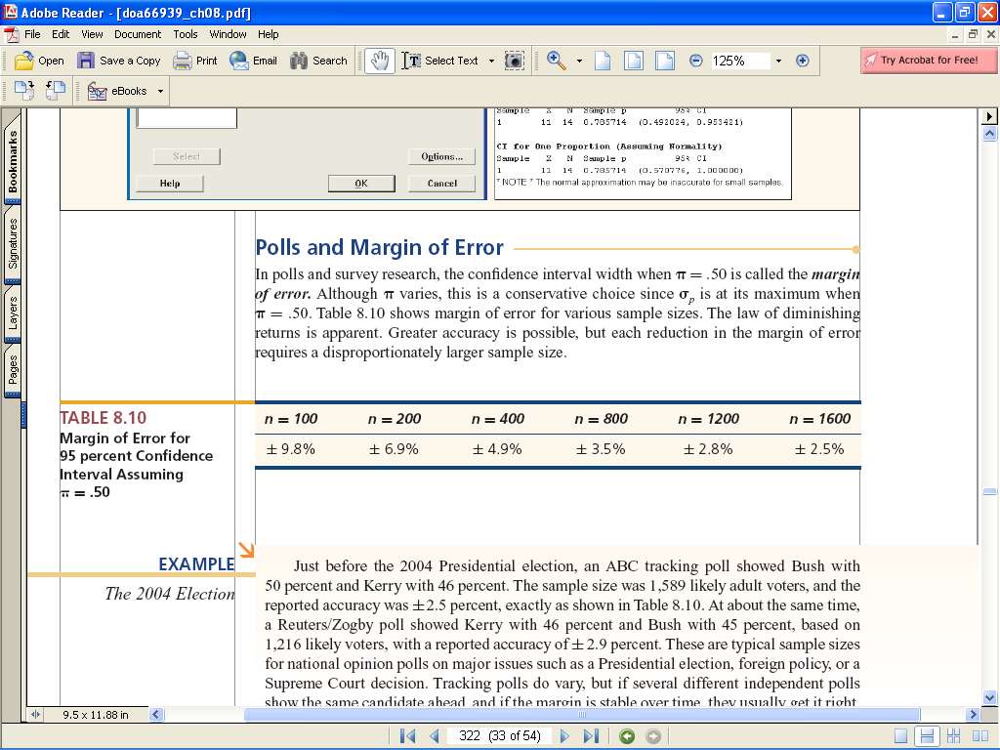 Adobe Reader - [doa66939_ch08.pdf]
File Edit View Document Tools Window Help
Open Save a Copy Print Email Search Select Text 125% Try Acrobat for Free!
eBooks
Bookmarks
Signatures
Layers
Pages
Select Options...
Help OK Cancel
Sample X N Sample p 95% CI
1 11 14 0.785714 (0.492024, 0.953421)
CI for One Proportion (Assuming Normality)
Sample X N Sample p 95% CI
1 11 14 0.785714 (0.570776, 1.000000)
* NOTE * The normal approximation may be inaccurate for small samples.
Polls and Margin of Error
In polls and survey research, the confidence interval width when π = .50 is called the margin
of error. Although π varies, this is a conservative choice since σp is at its maximum when
π = .50. Table 8.10 shows margin of error for various sample sizes. The law of diminishing
returns is apparent. Greater accuracy is possible, but each reduction in the margin of error
requires a disproportionately larger sample size.
TABLE 8.10
Margin of Error for
95 percent Confidence
Interval Assuming
π = .50
n = 100 n = 200 n = 400 n = 800 n = 1200 n = 1600
± 9.8% ± 6.9% ± 4.9% ± 3.5% ± 2.8% ± 2.5%
EXAMPLE
The 2004 Election
Just before the 2004 Presidential election, an ABC tracking poll showed Bush with
50 percent and Kerry with 46 percent. The sample size was 1,589 likely adult voters, and the
reported accuracy was ±2.5 percent, exactly as shown in Table 8.10. At about the same time,
a Reuters/Zogby poll showed Kerry with 46 percent and Bush with 45 percent, based on
1,216 likely voters, with a reported accuracy of ± 2.9 percent. These are typical sample sizes
for national opinion polls on major issues such as a Presidential election, foreign policy, or a
Supreme Court decision. Tracking polls do vary, but if several different independent polls
show the same candidate ahead, and if the margin is stable over time, they usually get it right.
9.5 x 11.88 in
322 (33 of 54)